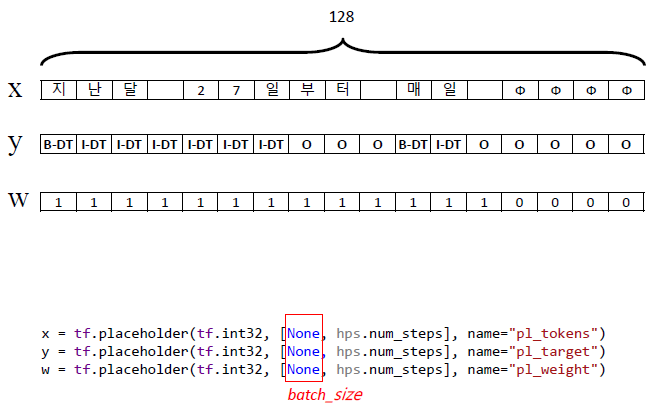 128
x 지 난 달 2 7 일 부 터 매 일 Φ Φ Φ Φ
y B-DT I-DT I-DT I-DT I-DT I-DT I-DT O O O B-DT I-DT O O O O O
w 1 1 1 1 1 1 1 1 1 1 1 1 1 0 0 0 0
x = tf.placeholder(tf.int32, [None, hps.num_steps], name="pl_tokens")
y = tf.placeholder(tf.int32, [None, hps.num_steps], name="pl_target")
w = tf.placeholder(tf.int32, [None, hps.num_steps], name="pl_weight")
batch_size